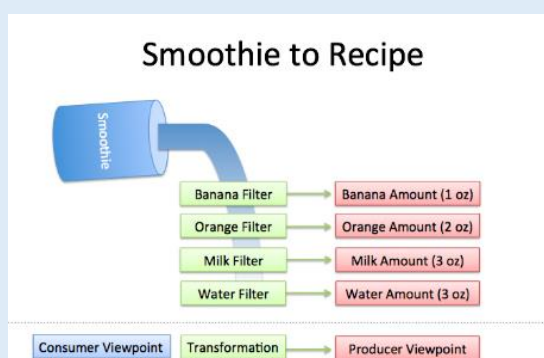 Smoothie to Recipe
Smoothie
Banana Filter
Banana Amount (1 oz)
Orange Filter
Orange Amount (2 oz)
Milk Filter
Milk Amount (3 oz)
Water Filter
Water Amount (3 oz)
Consumer Viewpoint
Transformation
Producer Viewpoint